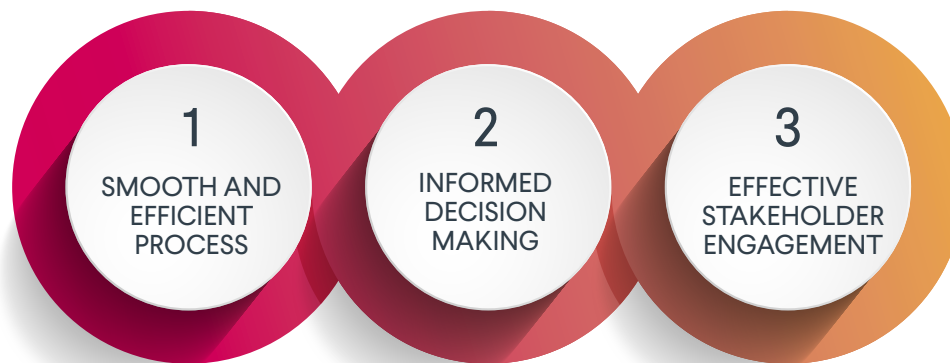 1
SMOOTH AND
EFFICIENT
PROCESS
2
INFORMED
DECISION
MAKING
3
EFFECTIVE
STAKEHOLDER
ENGAGEMENT